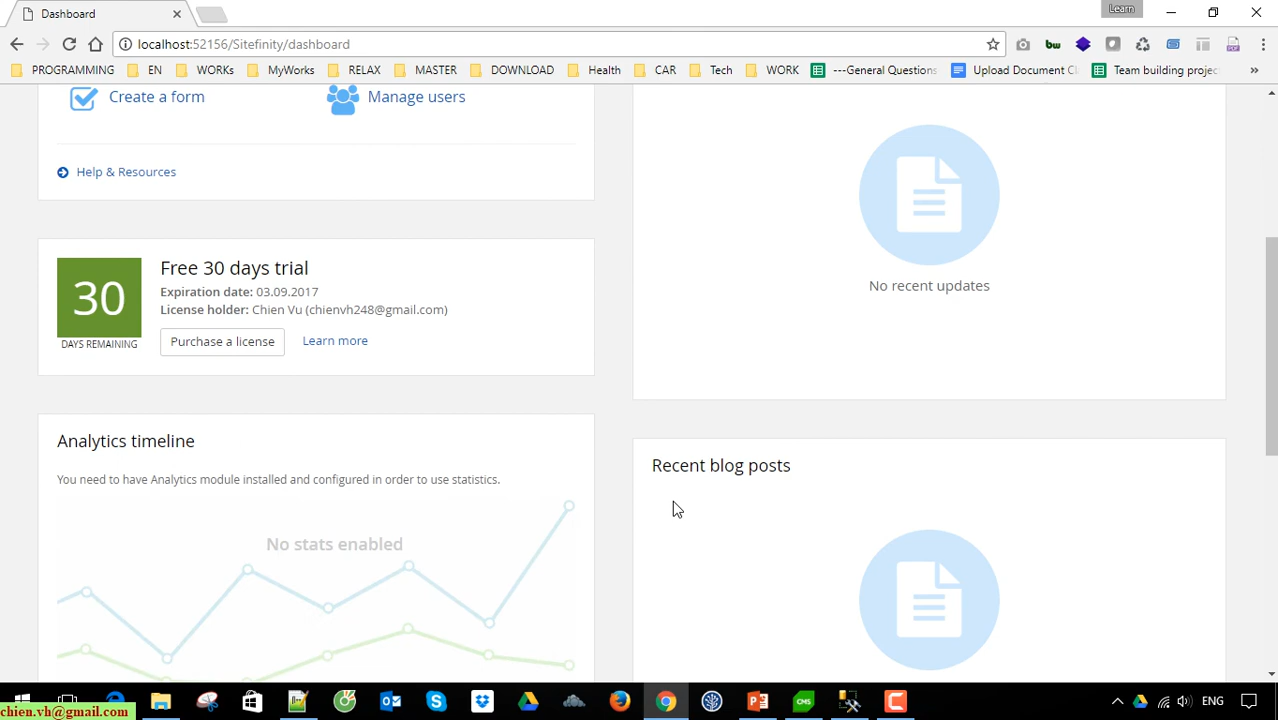 Dashboard
Learn
localhost:52156/Sitefinity/dashboard
PROGRAMMING EN WORKs MyWorks RELAX MASTER DOWNLOAD Health CAR Tech WORK ---General Questions Upload Document C Team building projec »
Create a form Manage users
Help & Resources
No recent updates
30
DAYS REMAINING
Free 30 days trial
Expiration date: 03.09.2017
License holder: Chien Vu (chienvh248@gmail.com)
Purchase a license Learn more
Analytics timeline
You need to have Analytics module installed and configured in order to use statistics.
No stats enabled
Recent blog posts
CMS
ENG
chien.vh@gmail.com